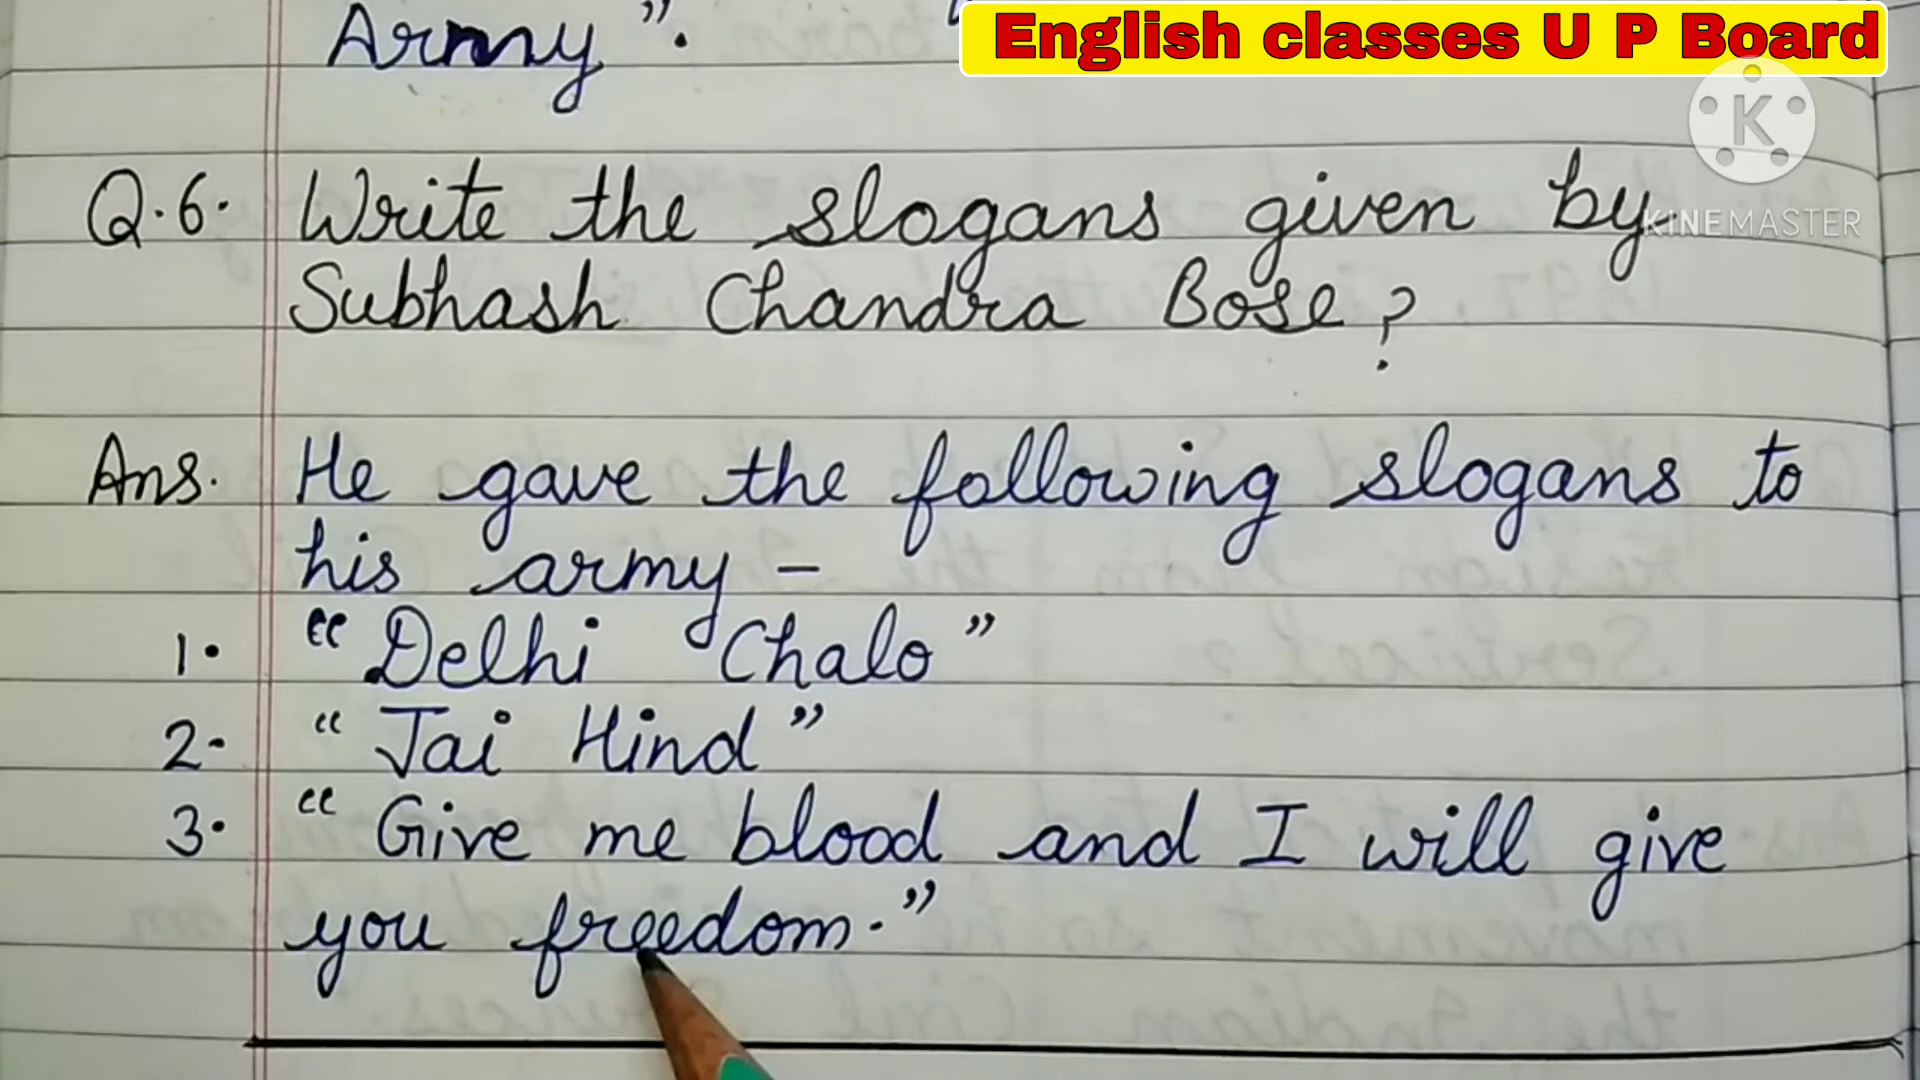 Army".
English classes U P Board
K
KINEMASTER
Q.6. Write the slogans given by
Subhash Chandra Bose?
Ans. He gave the following slogans to
his army -
1. "Delhi Chalo"
2. "Jai Hind"
3. "Give me blood and I will give
you freedom."